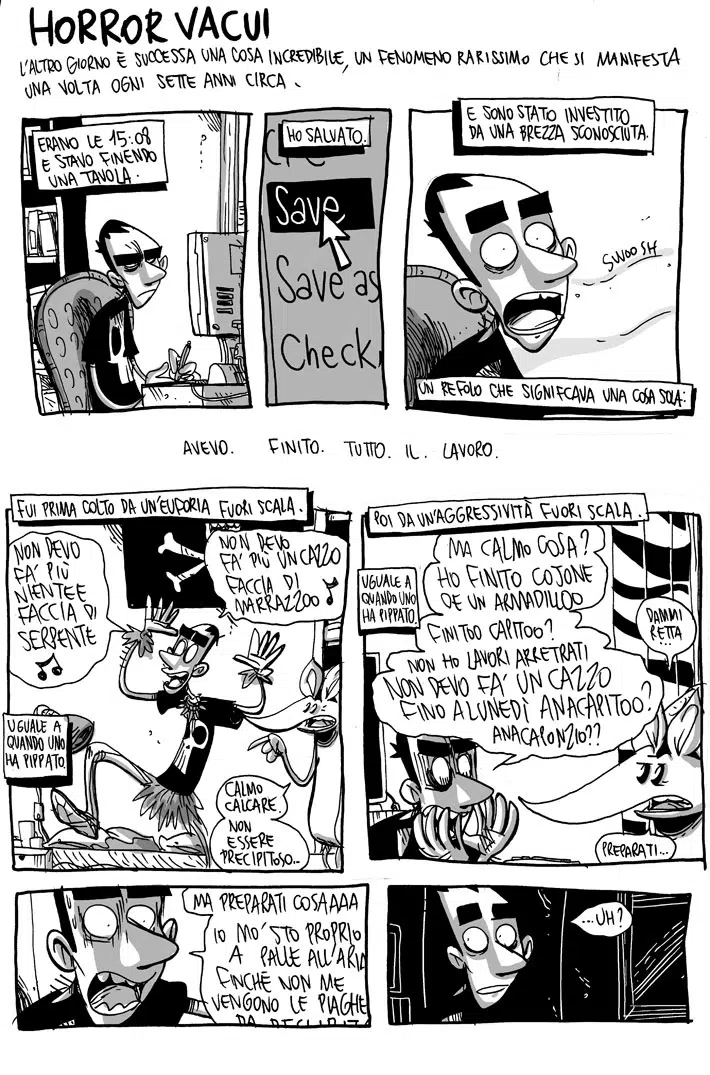 HORROR VACUI
L'ALTRO GIORNO È SUCCESSA UNA COSA INCREDIBILE, UN FENOMENO RARISSIMO CHE SI MANIFESTA
UNA VOLTA OGNI SETTE ANNI CIRCA.
ERANO LE 15:08
E STAVO FINENDO
UNA TAVOLA.
HO SALVATO.
Save
Save as
Check
E SONO STATO INVESTITO
DA UNA BREZZA SCONOSCIUTA.
SWOOSH
UN REFOLO CHE SIGNIFCAVA UNA COSA SOLA:
AVEVO. FINITO. TUTTO. IL. LAVORO.
FUI PRIMA COLTO DA UN'EUFORIA FUORI SCALA.
NON DEVO
FA' PIÙ
NIENTEE
FACCIA DI
SERPENTE
NON DEVO
FA' PIÙ UN CAZZO
FACCIA DI
MARRAZZOO
UGUALE A
QUANDO UNO
HA PIPPATO.
CALMO
CALCARE,
NON
ESSERE
PRECIPITOSO...
POI DA UN'AGGRESSIVITÀ FUORI SCALA.
UGUALE A
QUANDO UNO
HA PIPPATO.
MA CALMO COSA?
HO FINITO COJONE
DE UN ARMADILLOO
FINITOO CAPITOO?
NON HO LAVORI ARRETRATI
NON DEVO FA' UN CAZZO
FINO A LUNEDÌ ANACAPITOO?
ANACAPONZIO??
DAMMI
RETTA...
PREPARATI...
MA PREPARATI COSAAAA
IO MO' STO PROPRIO
A PALLE ALL'ARIA
FINCHÈ NON ME
VENGONO LE PIAGHE
DA DECUBITO
...UH?